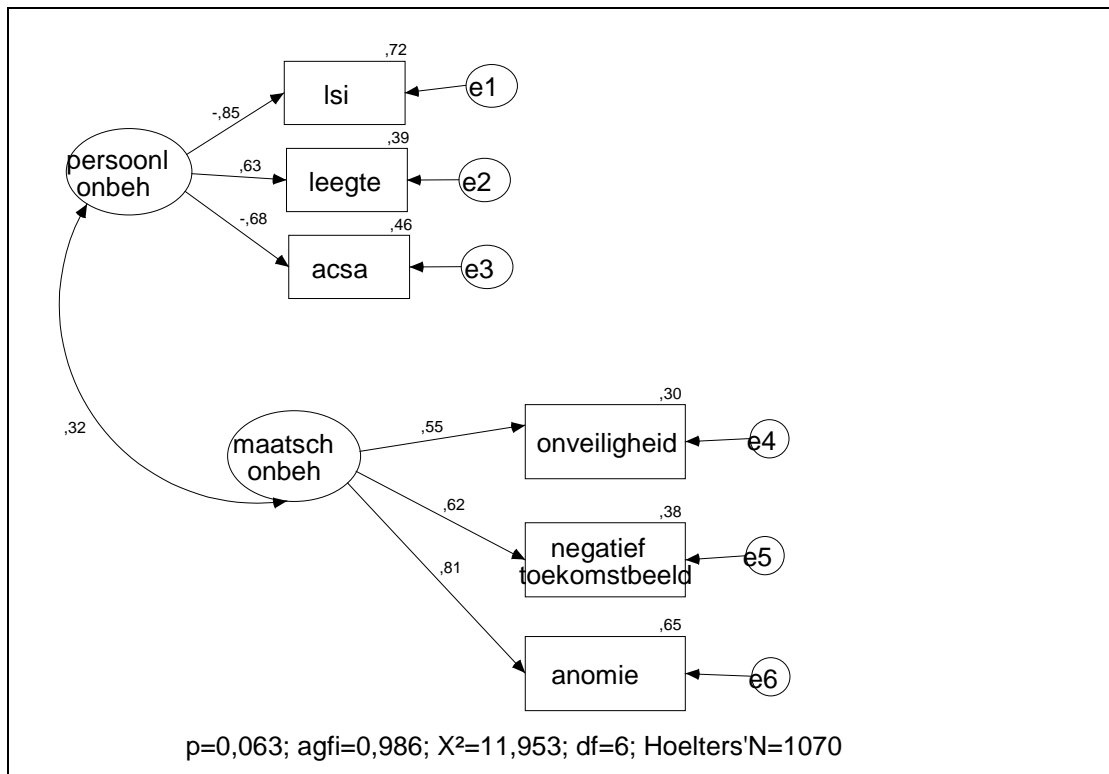 ,72
lsi
e1
-,85
,39
persoonl
onbeh
,63
leegte
e2
-,68
,46
acsa
e3
,30
,32
,55
maatsch
onbeh
onveiligheid
e4
,62
,38
negatief
toekomstbeeld
e5
,81
,65
anomie
e6
p=0,063; agfi=0,986; X²=11,953; df=6; Hoelters'N=1070